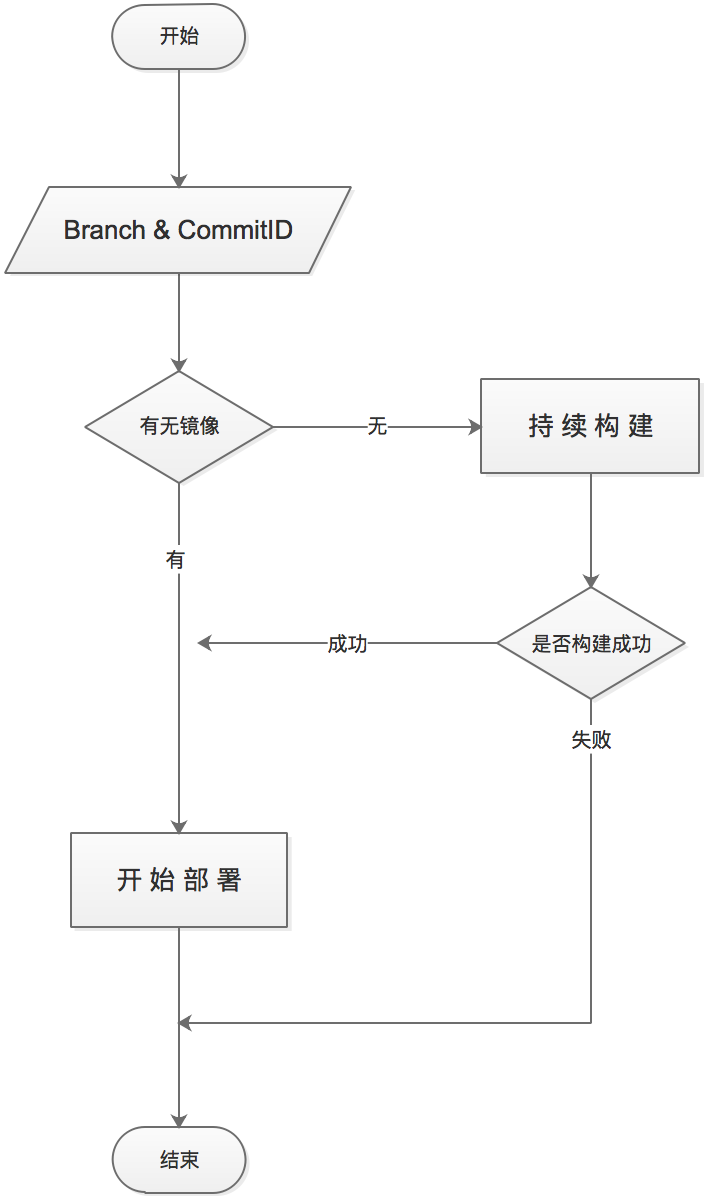 开始
Branch & CommitID
有无镜像
无
持 续 构 建
有
成功
是否构建成功
失败
开 始 部 署
结束